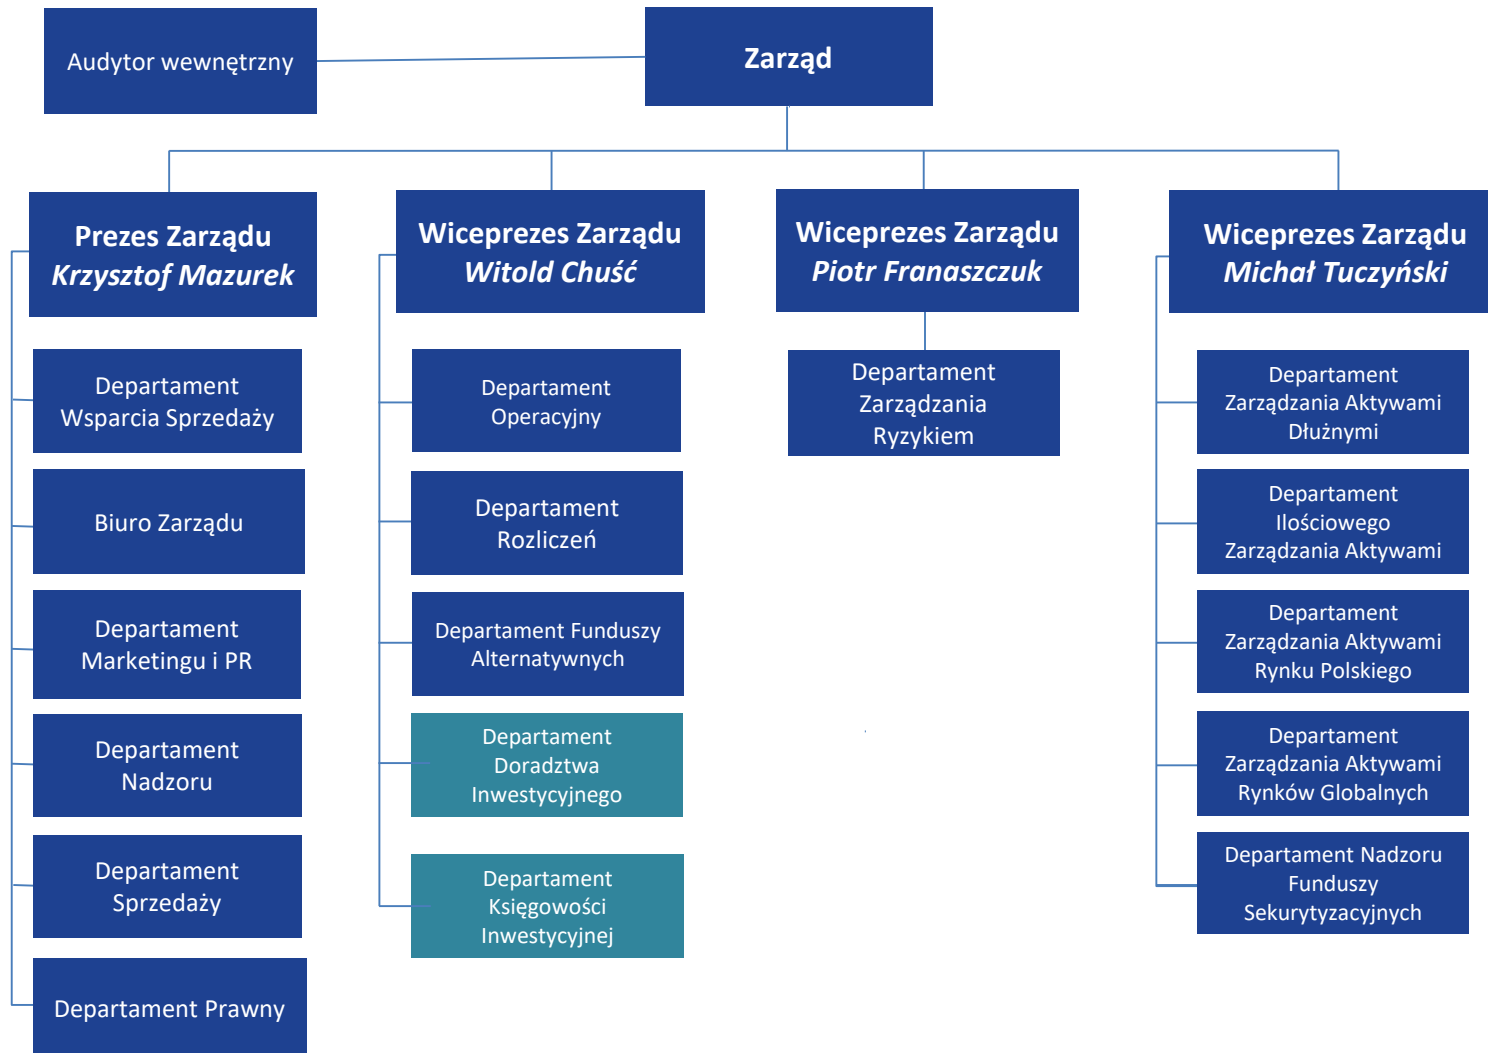 Audytor wewnętrzny
Zarząd
Prezes Zarządu
Krzysztof Mazurek
Departament
Wsparcia Sprzedaży
Biuro Zarządu
Departament
Marketingu i PR
Departament
Nadzoru
Departament
Sprzedaży
Departament Prawny
Wiceprezes Zarządu
Witold Chuść
Departament
Operacyjny
Departament
Rozliczeń
Departament Funduszy
Alternatywnych
Departament
Doradztwa
Inwestycyjnego
Departament
Księgowości
Inwestycyjnej
Wiceprezes Zarządu
Piotr Franaszczuk
Departament
Zarządzania
Ryzykiem
Wiceprezes Zarządu
Michał Tuczyński
Departament
Zarządzania Aktywami
Dłużnymi
Departament
Ilościowego
Zarządzania Aktywami
Departament
Zarządzania Aktywami
Rynku Polskiego
Departament
Zarządzania Aktywami
Rynków Globalnych
Departament Nadzoru
Funduszy
Sekurytyzacyjnych